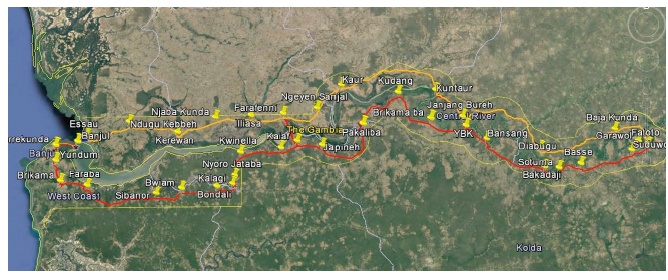 Kaur
Kudang
Kuntaur
Ngeyen Sanjal
Njaba Kunda
Farafenni
Brikama ba
Janjang Bureh
Central River
Baja Kunda
Essau
Ndugu Kebbeh
Illiasa
The Gambia
Pakaliba
YBK
Bansang
Garawol
Fatoto
Banjul
Kerewan
Kwinella
Kaiaf
Japineh
Diabugu
Basse
Suduwol
rrekunda
Banjul
Yundum
Nyoro Jataba
Sotuma
Bakadaji
Brikama
Faraba
Bwiam
Kalagi
West Coast
Sibanor
Bondali
Kolda